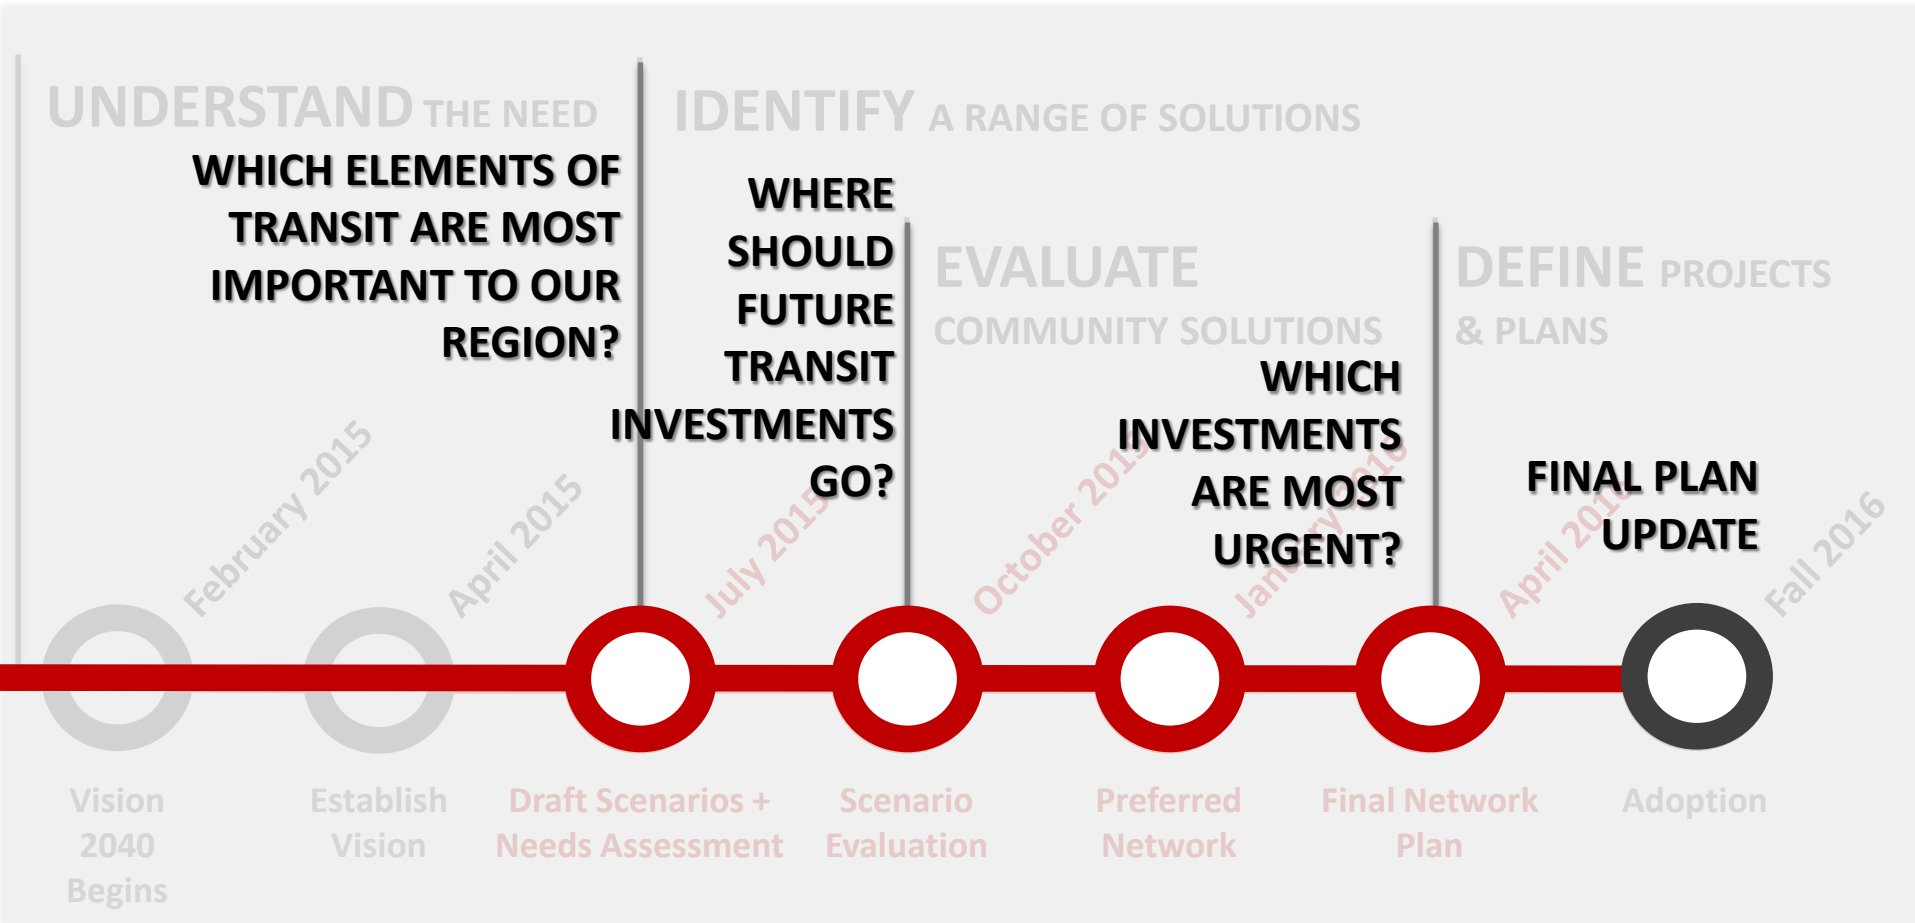 UNDERSTAND THE NEED
WHICH ELEMENTS OF
TRANSIT ARE MOST
IMPORTANT TO OUR
REGION?
IDENTIFY A RANGE OF SOLUTIONS
WHERE
SHOULD
FUTURE
TRANSIT
INVESTMENTS
GO?
EVALUATE
COMMUNITY SOLUTIONS
WHICH
INVESTMENTS
ARE MOST
URGENT?
DEFINE PROJECTS
& PLANS
FINAL PLAN
UPDATE
February 2015
April 2015
July 2015
October 2015
January 2016
April 2016
Fall 2016
Vision
2040
Begins
Establish
Vision
Draft Scenarios +
Needs Assessment
Scenario
Evaluation
Preferred
Network
Final Network
Plan
Adoption